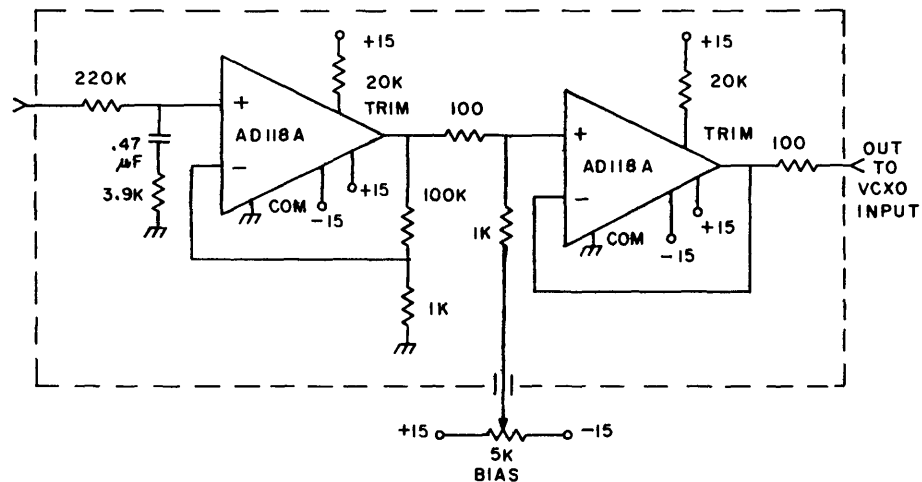 220K
.47
μF
3.9K
+
AD118A
-
COM
-15
+15
+15
20K
TRIM
100K
1K
100
1K
+
AD118A
-
COM
-15
+15
+15
20K
TRIM
100
OUT
TO
VCXO
INPUT
+15
-15
5K
BIAS